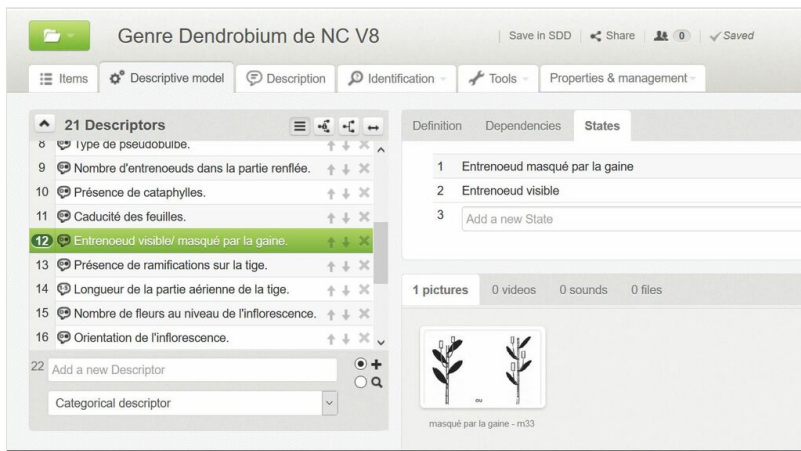 Genre Dendrobium de NC V8
Save in SDD
Share
0
Saved
Items
Descriptive model
Description
Identification
Tools
Properties & management
21 Descriptors
8 Type de pseudobulbe.
9 Nombre d'entrenoeuds dans la partie renflée.
10 Présence de cataphylles.
11 Caducité des feuilles.
12 Entrenoeud visible/ masqué par la gaine.
13 Présence de ramifications sur la tige.
14 Longueur de la partie aérienne de la tige.
15 Nombre de fleurs au niveau de l'inflorescence.
16 Orientation de l'inflorescence.
22 Add a new Descriptor
Categorical descriptor
Definition
Dependencies
States
1 Entrenoeud masqué par la gaine
2 Entrenoeud visible
3 Add a new State
1 pictures
0 videos
0 sounds
0 files
ou
masqué par la gaine - m33